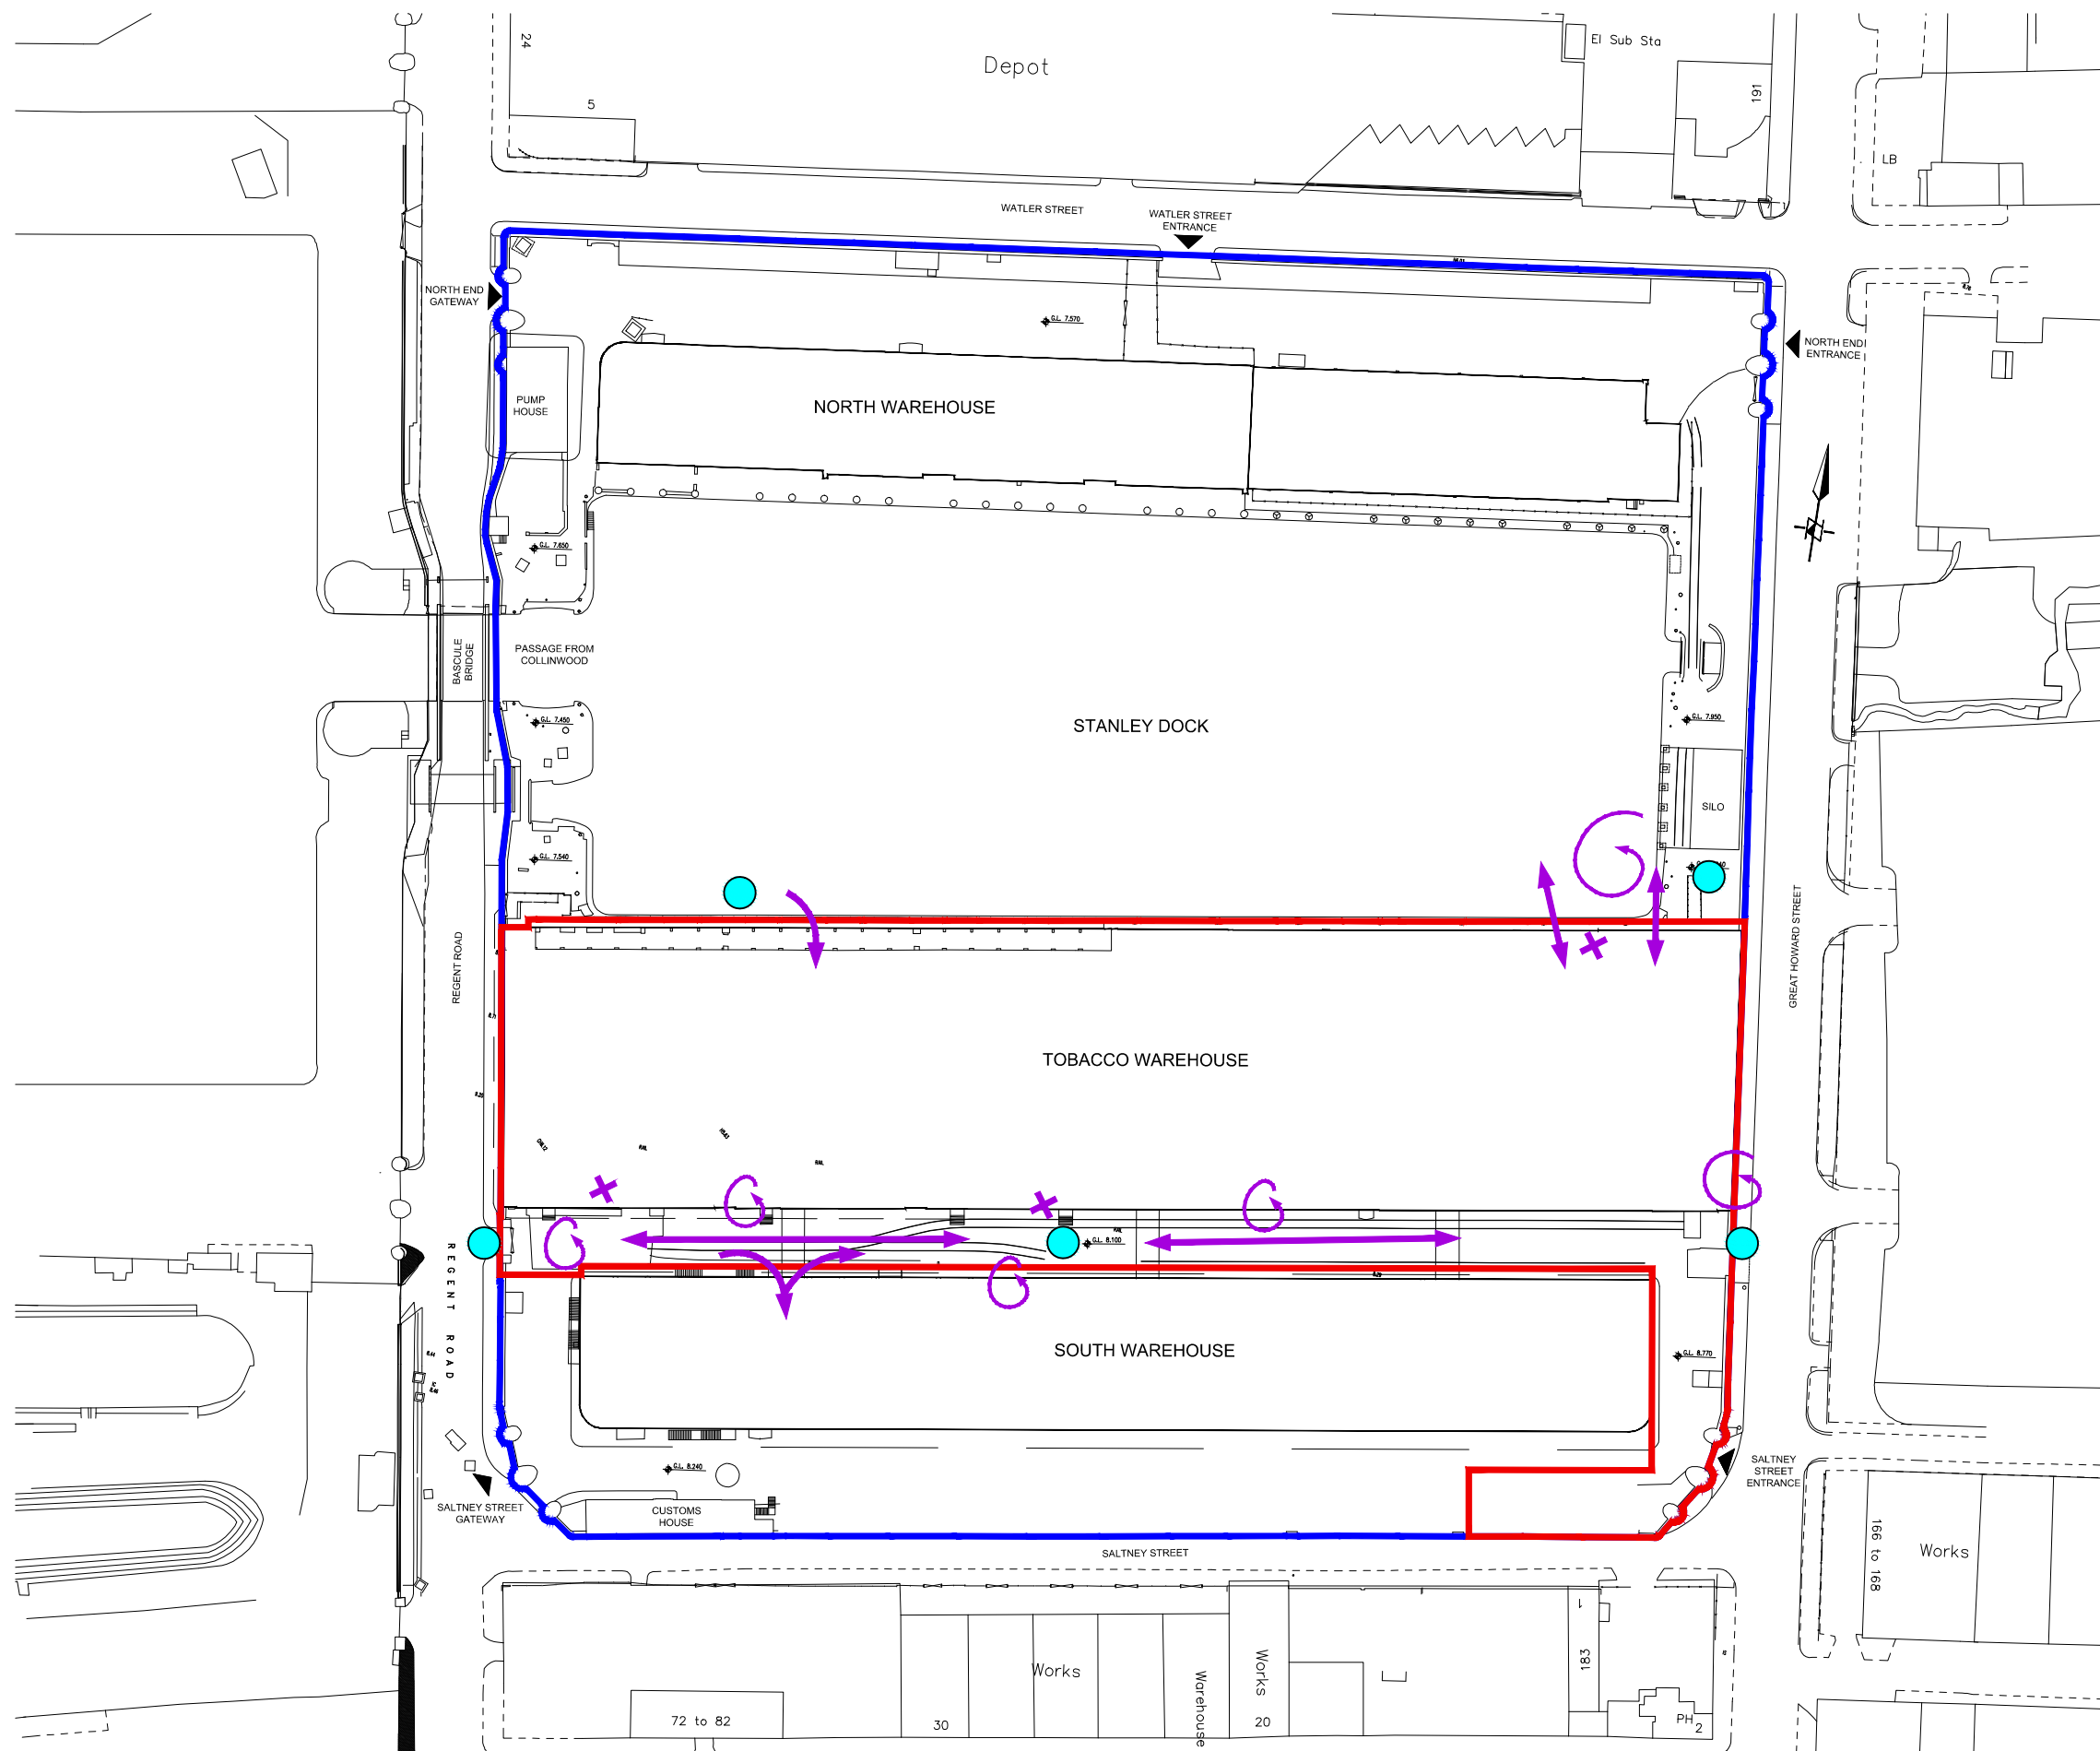 24
Depot
El Sub Sta
5
191
LB
WATLER STREET
WATLER STREET
ENTRANCE
NORTH END
GATEWAY
G.L. 7.570
NORTH END
ENTRANCE
PUMP
HOUSE
NORTH WAREHOUSE
G.L. 7.650
BASCULE
BRIDGE
PASSAGE FROM
COLLINWOOD
STANLEY DOCK
G.L. 7.450
G.L. 7.950
SILO
G.L. 7.540
REGENT ROAD
GREAT HOWARD STREET
TOBACCO WAREHOUSE
G.L. 8.100
REGENT ROAD
SOUTH WAREHOUSE
G.L. 8.770
G.L. 8.240
SALTNEY STREET
GATEWAY
CUSTOMS
HOUSE
SALTNEY
STREET
ENTRANCE
SALTNEY STREET
166 to 168
Works
72 to 82
30
Works
Warehouse
Works
20
183
PH
2